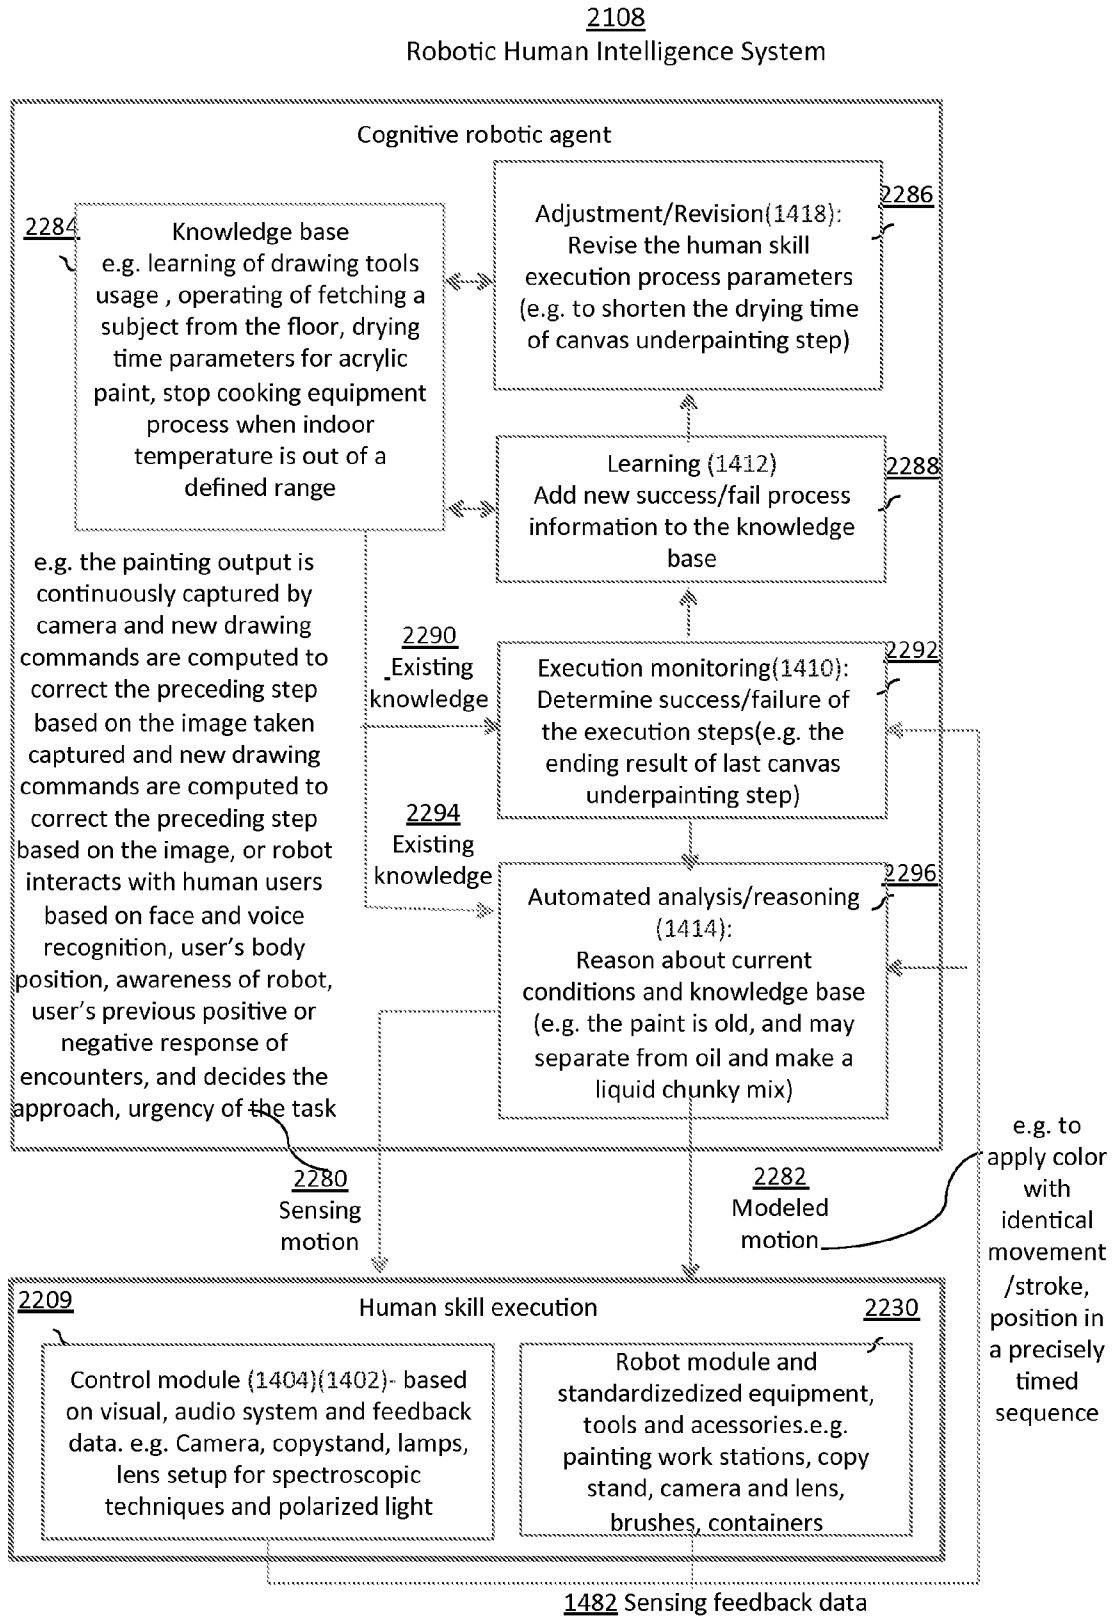 2108
Robotic Human Intelligence System
Cognitive robotic agent
2284
Knowledge base
e.g. learning of drawing tools
usage , operating of fetching a
subject from the floor, drying
time parameters for acrylic
paint, stop cooking equipment
process when indoor
temperature is out of a
defined range
2286
Adjustment/Revision(1418):
Revise the human skill
execution process parameters
(e.g. to shorten the drying time
of canvas underpainting step)
2288
Learning (1412)
Add new success/fail process
information to the knowledge
base
e.g. the painting output is
continuously captured by
camera and new drawing
commands are computed to
correct the preceding step
based on the image taken
captured and new drawing
commands are computed to
correct the preceding step
based on the image, or robot
interacts with human users
based on face and voice
recognition, user's body
position, awareness of robot,
user's previous positive or
negative response of
encounters, and decides the
approach, urgency of the task
2290
Existing
knowledge
2292
Execution monitoring(1410):
Determine success/failure of
the execution steps(e.g. the
ending result of last canvas
underpainting step)
2294
Existing
knowledge
2296
Automated analysis/reasoning
(1414):
Reason about current
conditions and knowledge base
(e.g. the paint is old, and may
separate from oil and make a
liquid chunky mix)
2280
Sensing
motion
2282
Modeled
motion
e.g. to
apply color
with
identical
movement
/stroke,
position in
a precisely
timed
sequence
2209
Human skill execution
2230
Control module (1404)(1402)- based
on visual, audio system and feedback
data. e.g. Camera, copystand, lamps,
lens setup for spectroscopic
techniques and polarized light
Robot module and
standardizedized equipment,
tools and acessories.e.g.
painting work stations, copy
stand, camera and lens,
brushes, containers
1482 Sensing feedback data